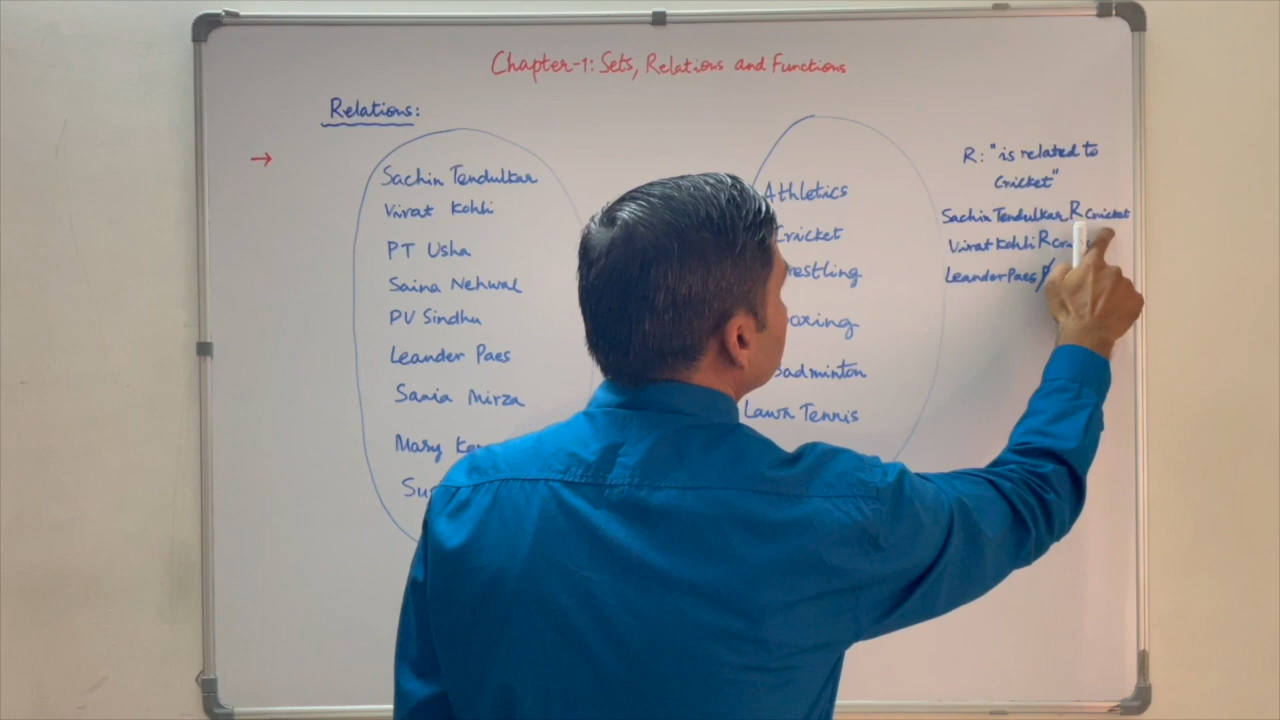 Chapter-1: Sets, Relations and Functions
Relations:
→
Sachin Tendulkar
Virat Kohli
PT Usha
Saina Nehwal
PV Sindhu
Leander Paes
Sania Mirza
Mary
Athletics
Cricket
Badminton
Lawn Tennis
R: "is related to
Cricket"
Sachin Tendulkar R Cricket
Virat Kohli R
Leander Paes